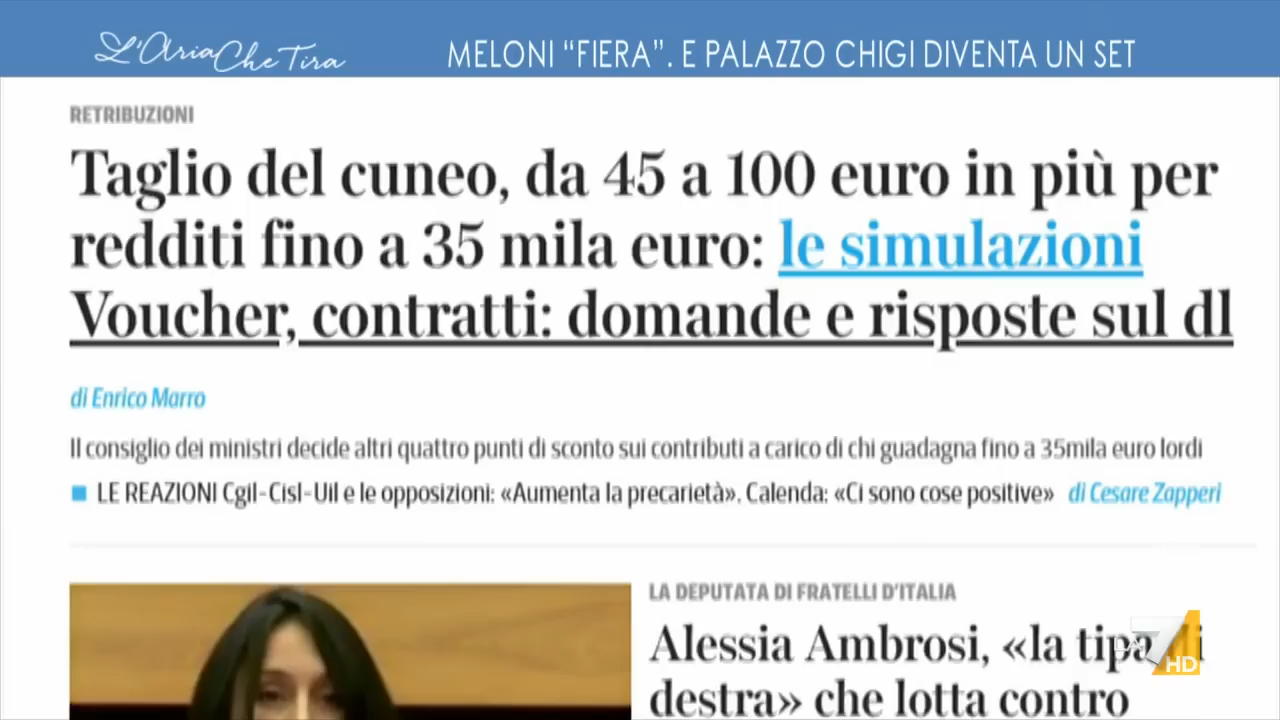 L'Aria Che Tira
MELONI “FIERA”. E PALAZZO CHIGI DIVENTA UN SET
RETRIBUZIONI
Taglio del cuneo, da 45 a 100 euro in più per
redditi fino a 35 mila euro: le simulazioni
Voucher, contratti: domande e risposte sul dl
di Enrico Marro
Il consiglio dei ministri decide altri quattro punti di sconto sui contributi a carico di chi guadagna fino a 35mila euro lordi
LE REAZIONI Cgil-Cisl-Uil e le opposizioni: «Aumenta la precarietà». Calenda: «Ci sono cose positive» di Cesare Zapperi
LA DEPUTATA DI FRATELLI D'ITALIA
Alessia Ambrosi, «la tipa di
destra» che lotta contro
LA 7
HD